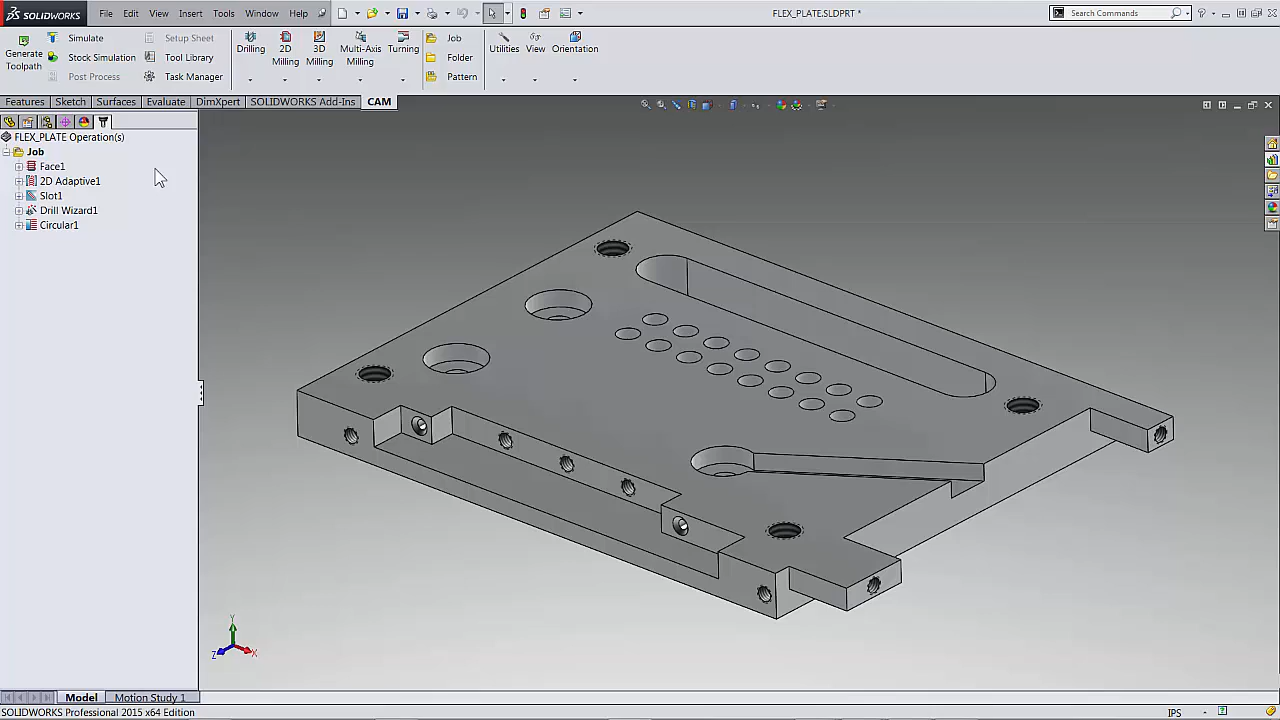 SOLIDWORKS
File Edit View Insert Tools Window Help
FLEX_PLATE.SLDPRT *
Search Commands
Generate Toolpath
Simulate
Stock Simulation
Post Process
Setup Sheet
Tool Library
Task Manager
Drilling
2D Milling
3D Milling
Multi-Axis Milling
Turning
Job
Folder
Pattern
Utilities
View
Orientation
Features Sketch Surfaces Evaluate DimXpert SOLIDWORKS Add-Ins CAM
FLEX_PLATE Operation(s)
Job
Face1
2D Adaptive1
Slot1
Drill Wizard1
Circular1
Y
Z
X
Model Motion Study 1
SOLIDWORKS Professional 2015 x64 Edition
IPS